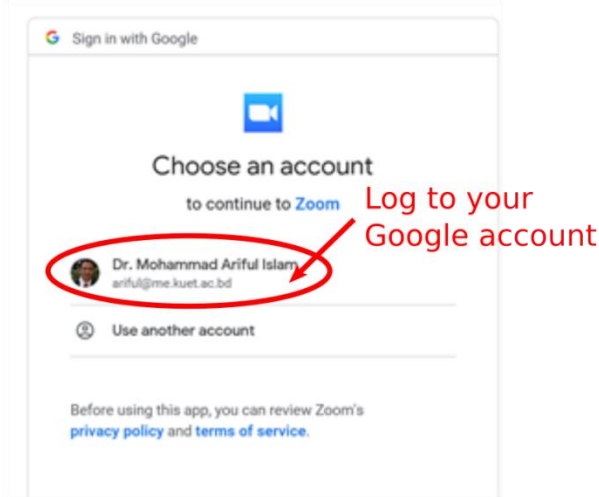 Sign in with Google
Choose an account
to continue to Zoom
Log to your
Google account
Dr. Mohammad Ariful Islam
ariful@me.kuet.ac.bd
Use another account
Before using this app, you can review Zoom's
privacy policy and terms of service.